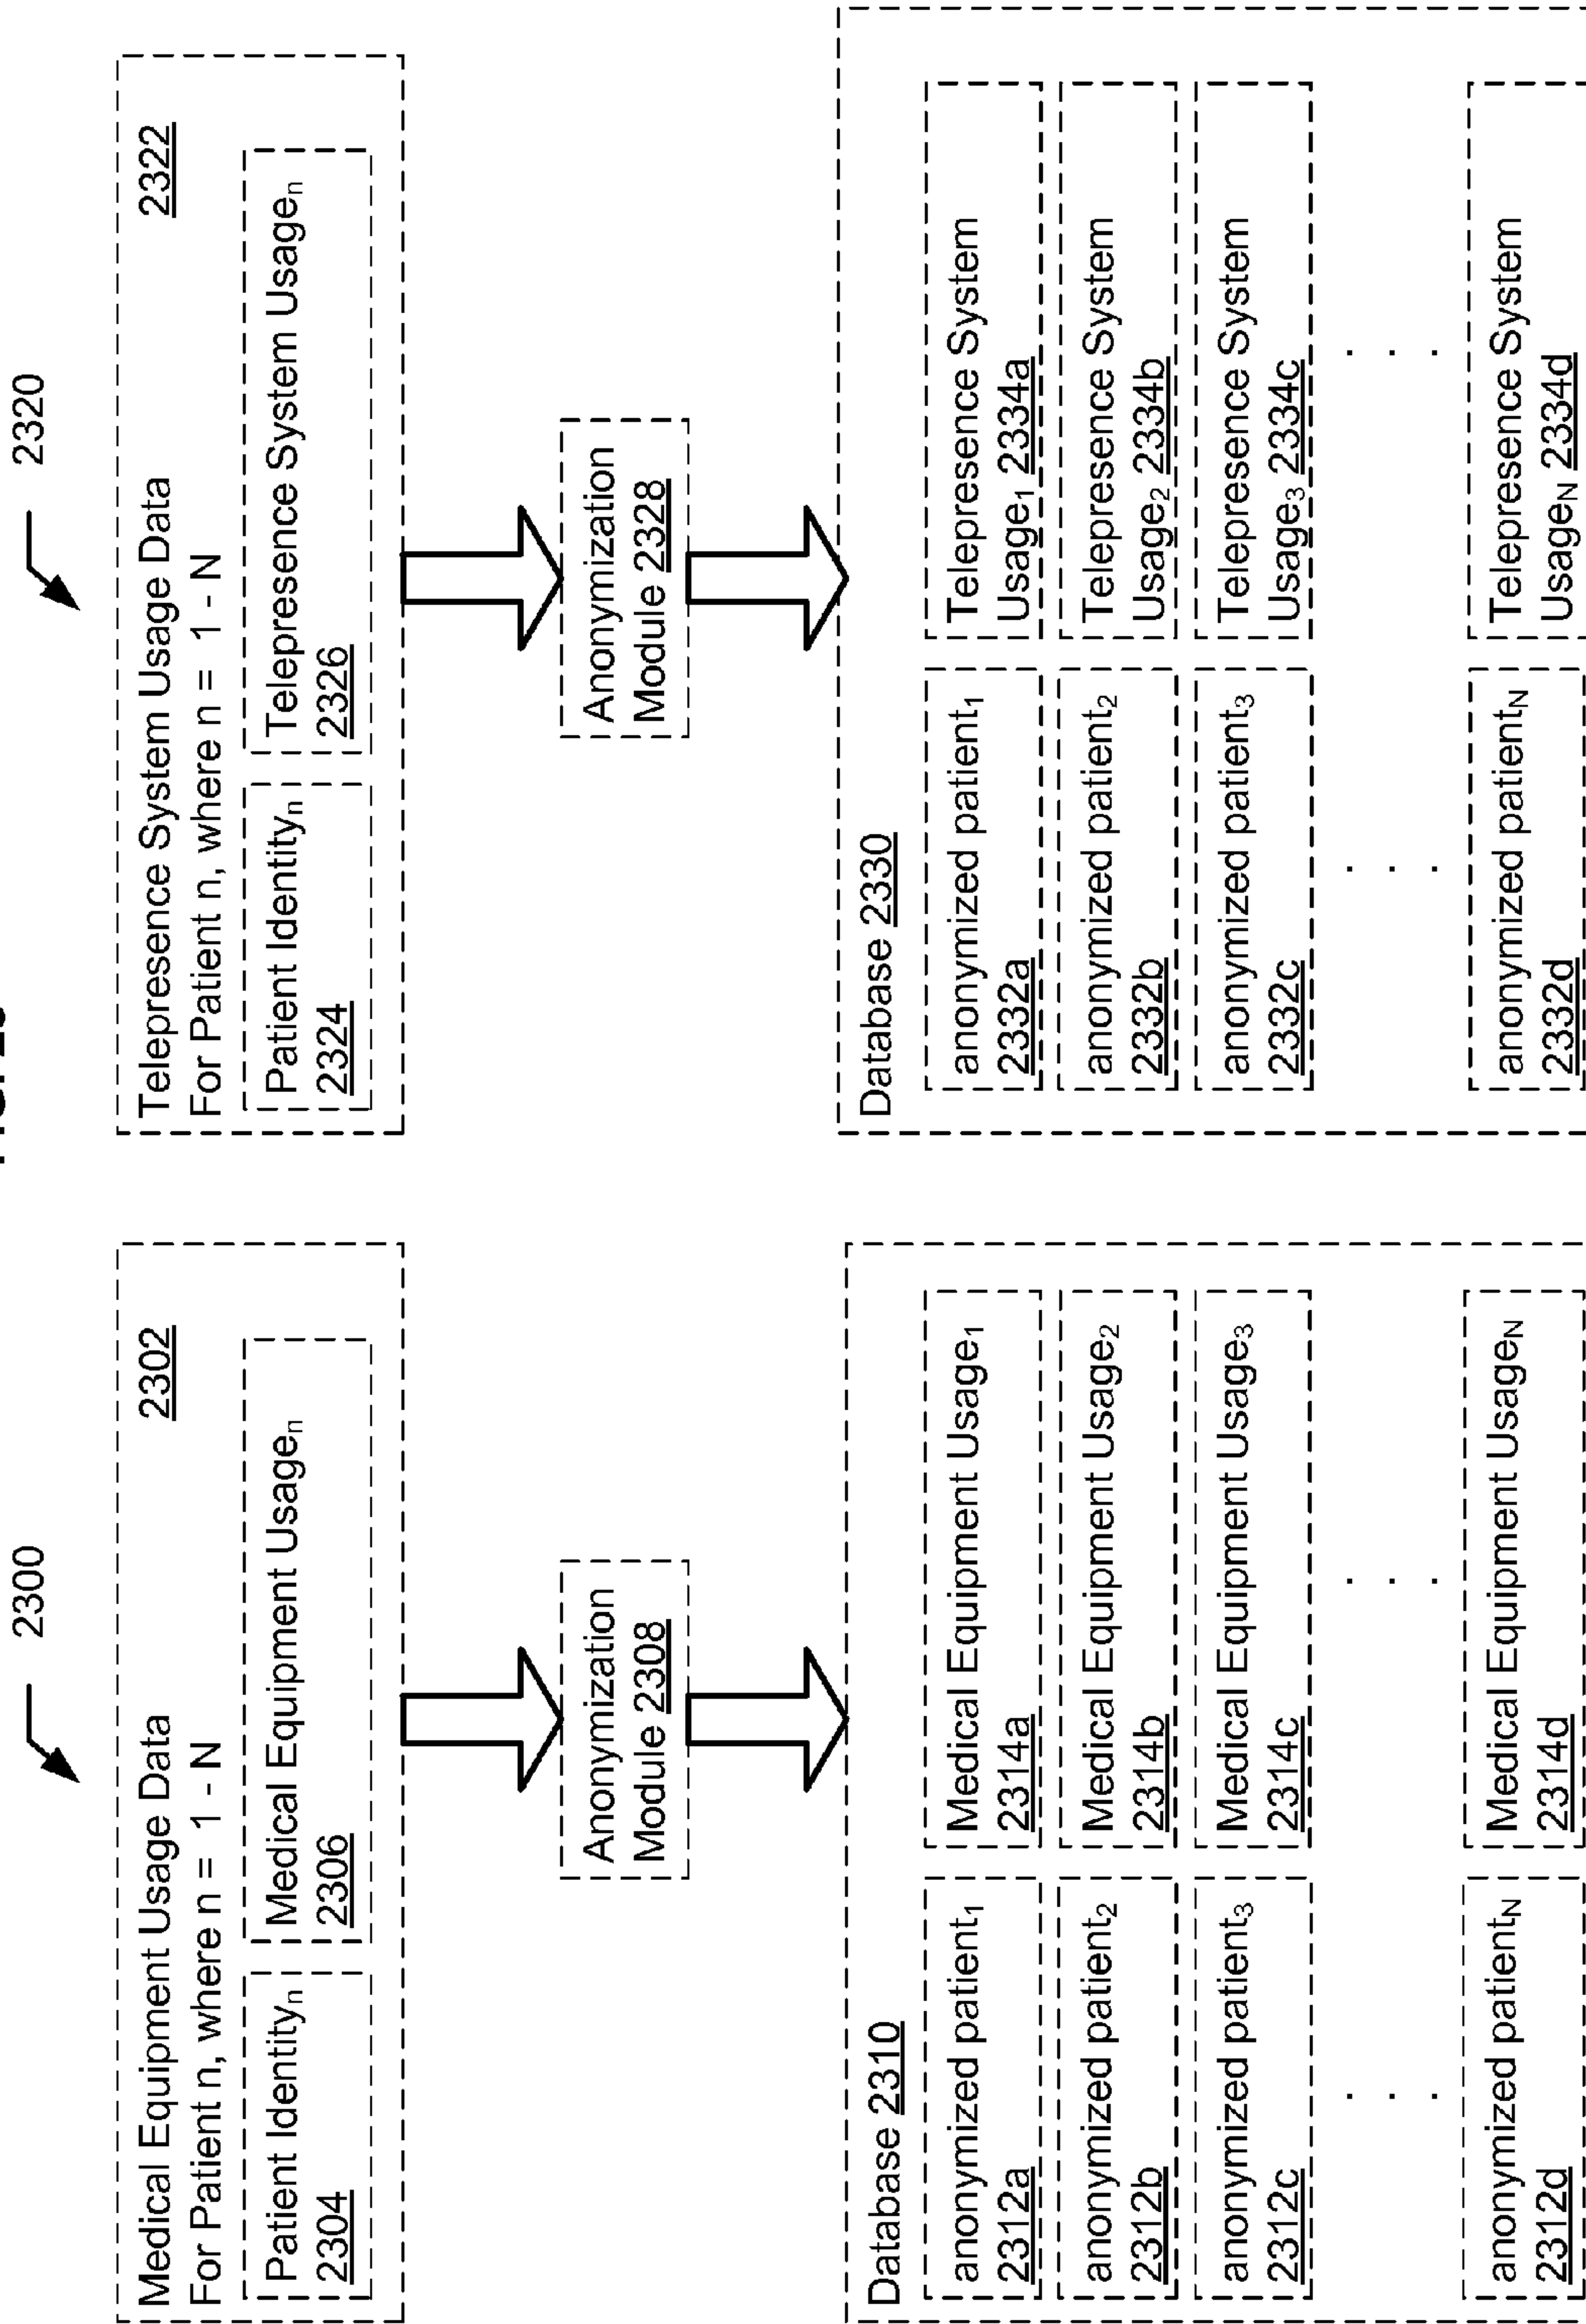 2300
Medical Equipment Usage Data
2302
For Patient n, where n = 1 - N
Patient Identityn
2304
Medical Equipment Usagen
2306
Anonymization
Module 2308
Database 2310
anonymized patient1
2312a
Medical Equipment Usage1
2314a
anonymized patient2
2312b
Medical Equipment Usage2
2314b
anonymized patient3
2312c
Medical Equipment Usage3
2314c
. . .
. . .
anonymized patientN
2312d
Medical Equipment UsageN
2314d
2320
Telepresence System Usage Data
2322
For Patient n, where n = 1 - N
Patient Identityn
2324
Telepresence System Usagen
2326
Anonymization
Module 2328
Database 2330
anonymized patient1
2332a
Telepresence System
Usage1 2334a
anonymized patient2
2332b
Telepresence System
Usage2 2334b
anonymized patient3
2332c
Telepresence System
Usage3 2334c
. . .
. . .
anonymized patientN
2332d
Telepresence System
UsageN 2334d